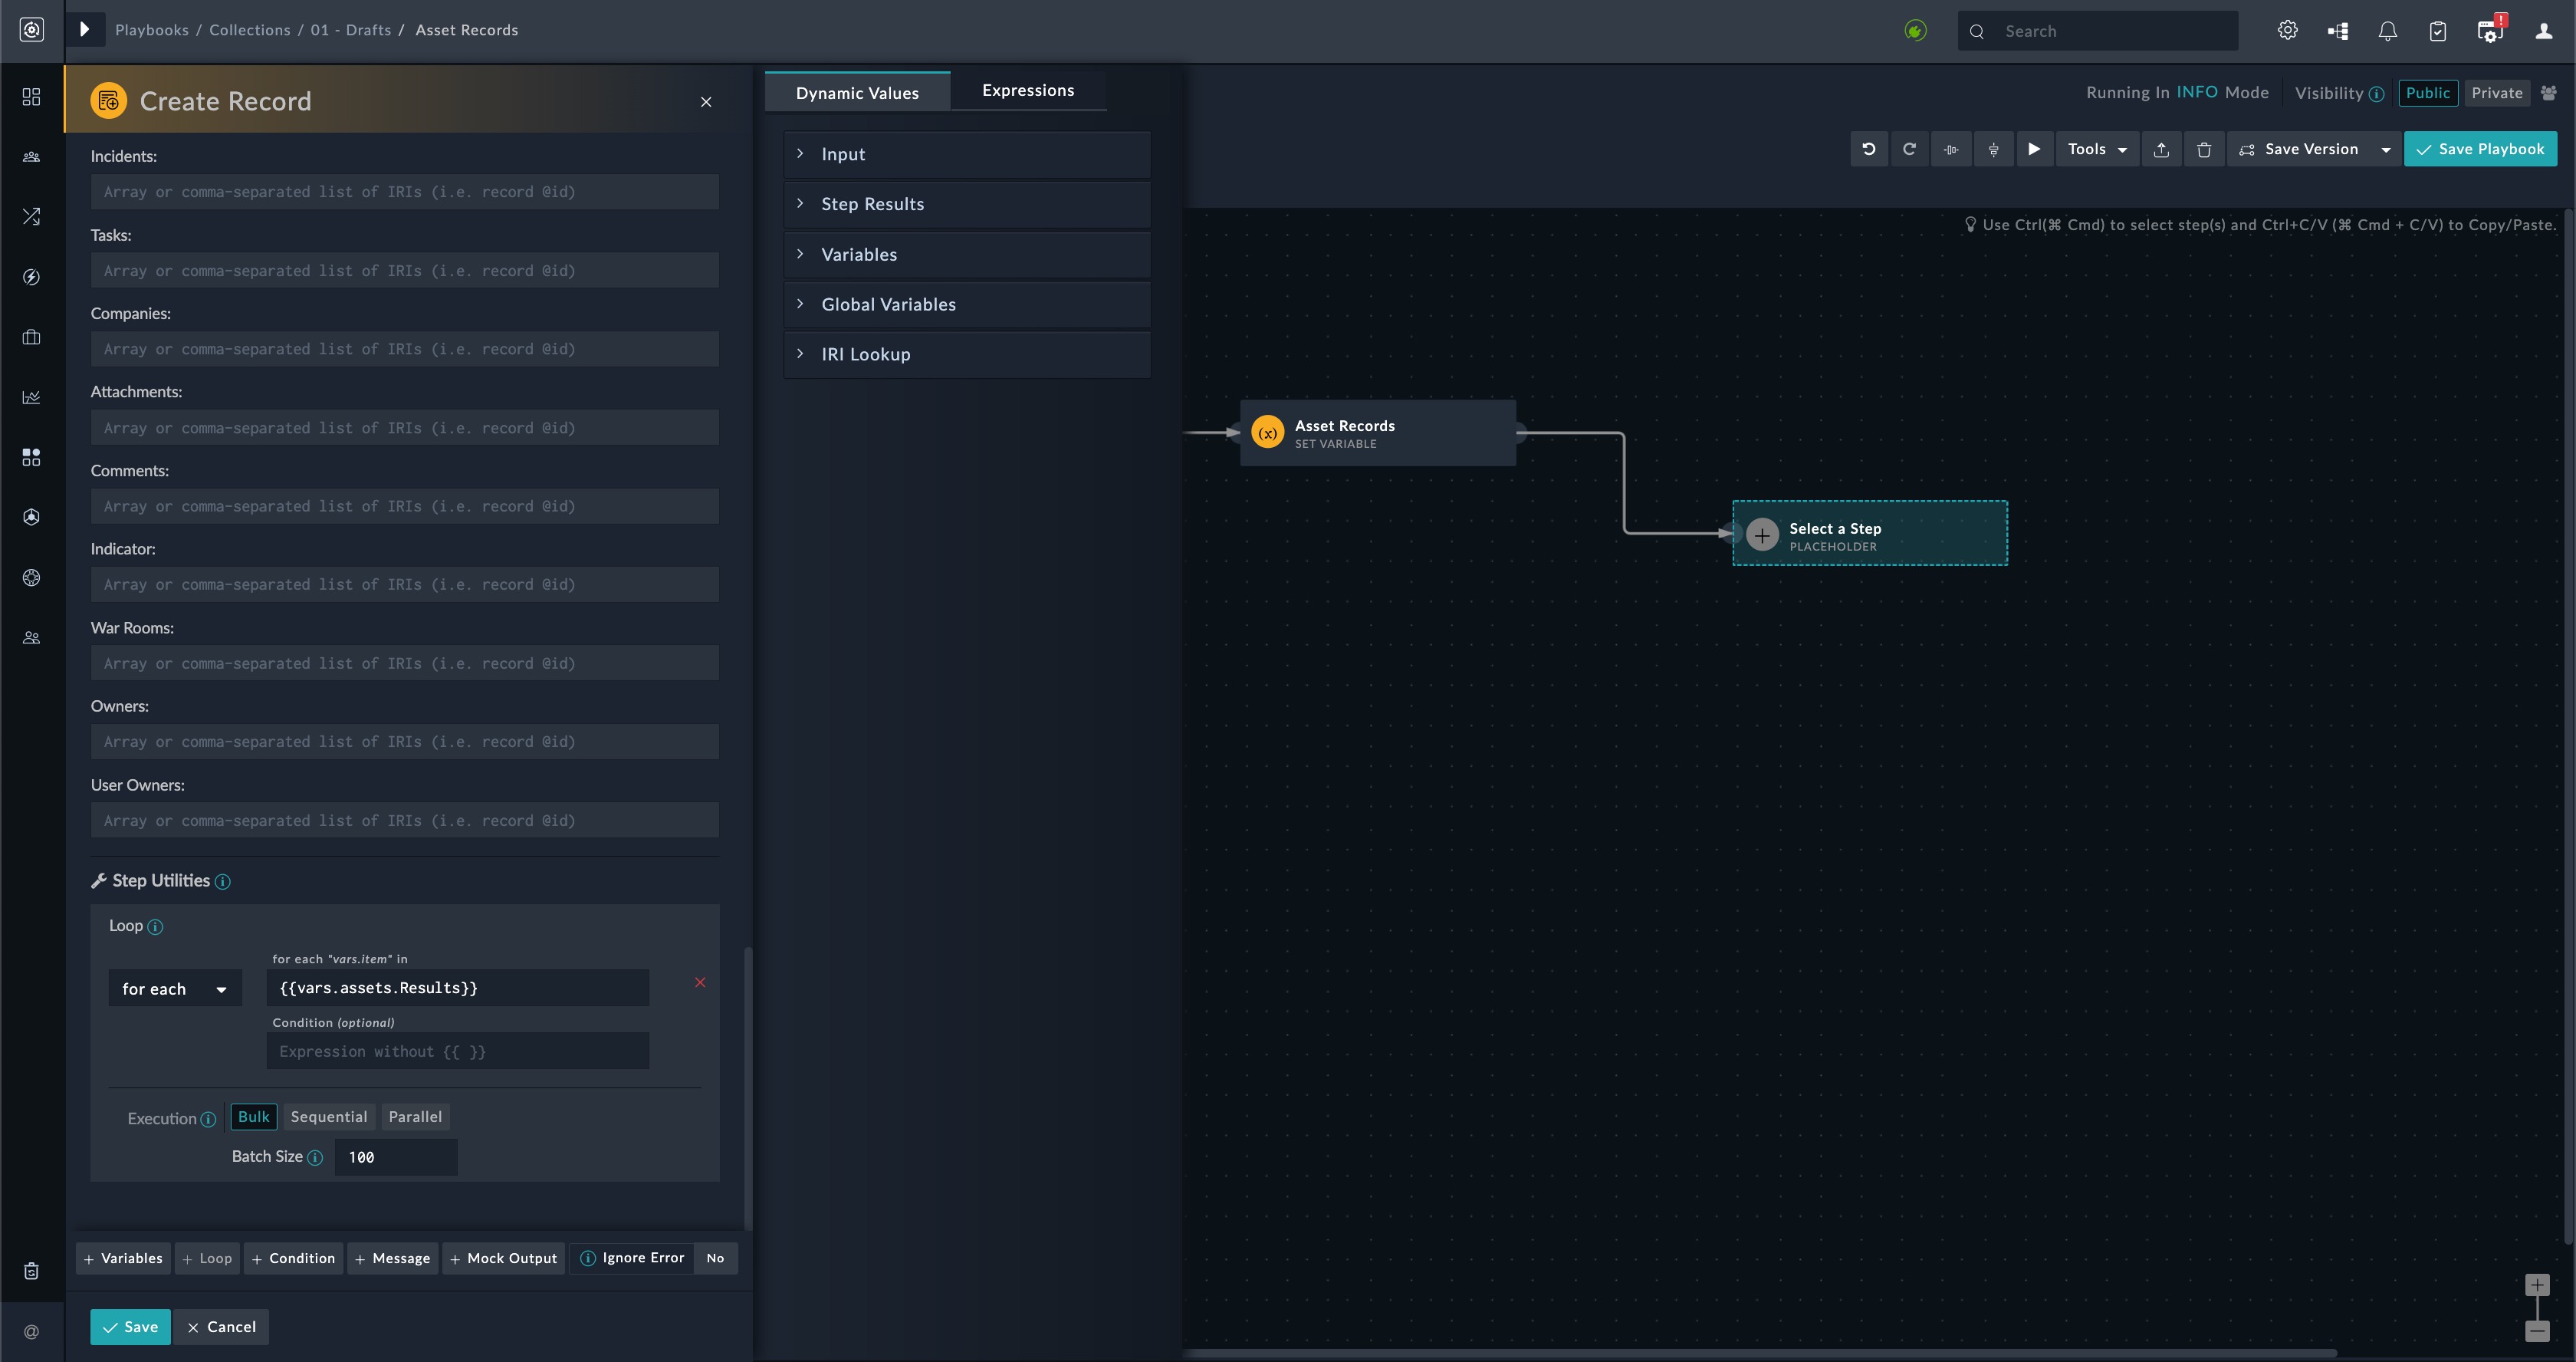 Playbooks / Collections / 01 - Drafts / Asset Records
Search
!
Create Record
Incidents:
Array or comma-separated list of IRIs (i.e. record @id)
Tasks:
Array or comma-separated list of IRIs (i.e. record @id)
Companies:
Array or comma-separated list of IRIs (i.e. record @id)
Attachments:
Array or comma-separated list of IRIs (i.e. record @id)
Comments:
Array or comma-separated list of IRIs (i.e. record @id)
Indicator:
Array or comma-separated list of IRIs (i.e. record @id)
War Rooms:
Array or comma-separated list of IRIs (i.e. record @id)
Owners:
Array or comma-separated list of IRIs (i.e. record @id)
User Owners:
Array or comma-separated list of IRIs (i.e. record @id)
Step Utilities
Loop
for each "vars.item" in
for each
{{vars.assets.Results}}
Condition (optional)
Expression without {{ }}
Execution Bulk Sequential Parallel
Batch Size 100
+ Variables + Loop + Condition + Message + Mock Output Ignore Error No
Save Cancel
@
Dynamic Values Expressions
Input
Step Results
Variables
Global Variables
IRI Lookup
Running In INFO Mode Visibility Public Private
Tools Save Version Save Playbook
Use Ctrl(⌘ Cmd) to select step(s) and Ctrl+C/V (⌘ Cmd + C/V) to Copy/Paste.
(x) Asset Records
SET VARIABLE
Select a Step
PLACEHOLDER